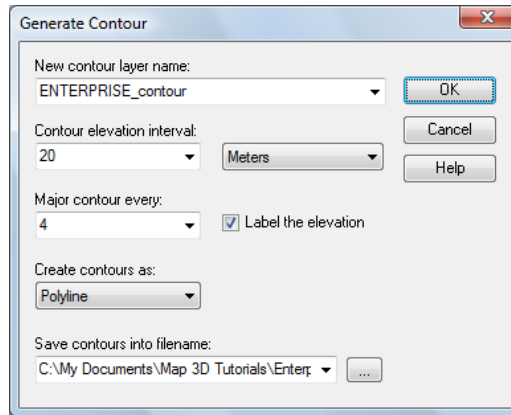 Generate Contour
New contour layer name:
ENTERPRISE_contour
OK
Contour elevation interval:
Cancel
20
Meters
Help
Major contour every:
4
Label the elevation
Create contours as:
Polyline
Save contours into filename:
C:\My Documents\Map 3D Tutorials\Enterp
...